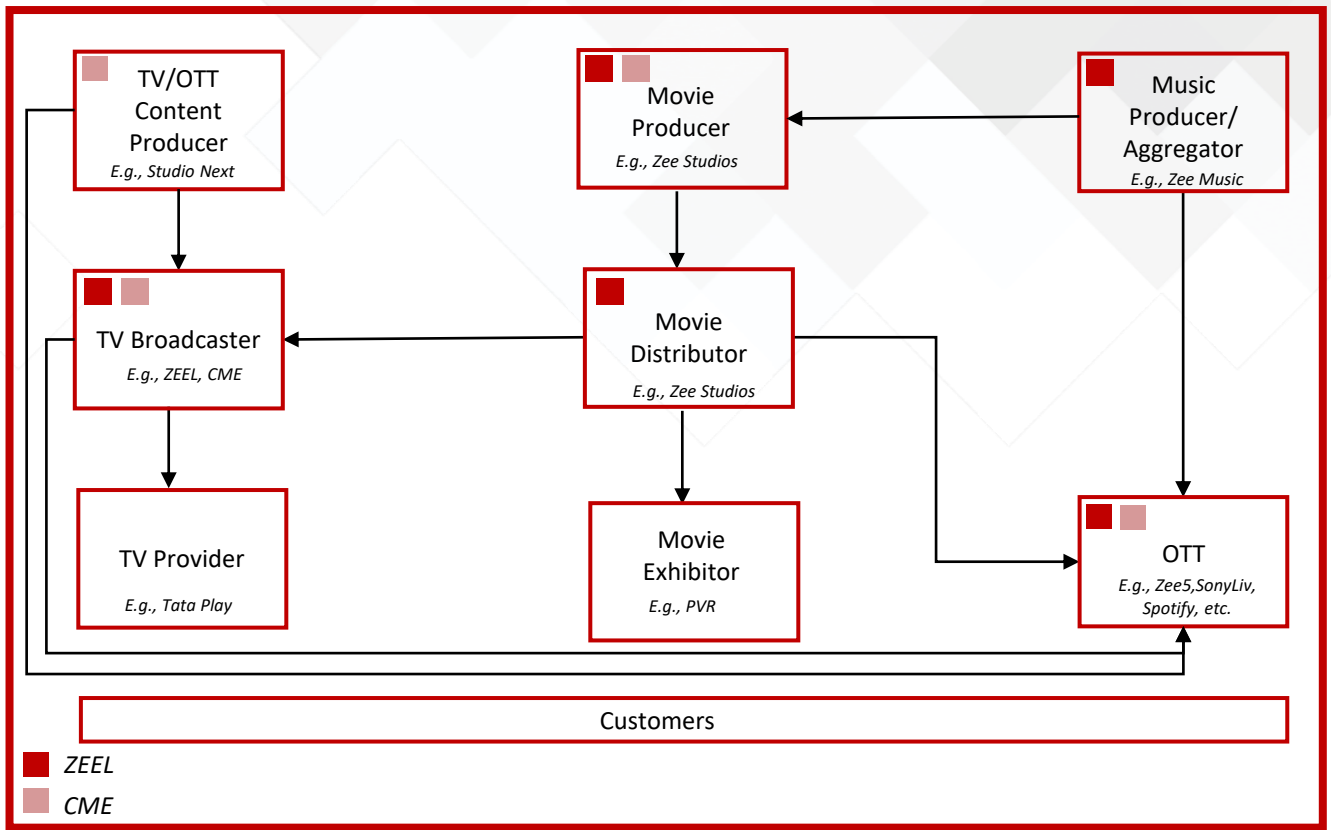 TV/OTT
Content
Producer
E.g., Studio Next
Movie
Producer
E.g., Zee Studios
Music
Producer/
Aggregator
E.g., Zee Music
TV Broadcaster
E.g., ZEEL, CME
Movie
Distributor
E.g., Zee Studios
TV Provider
E.g., Tata Play
Movie
Exhibitor
E.g., PVR
OTT
E.g., Zee5,SonyLiv,
Spotify, etc.
Customers
ZEEL
CME